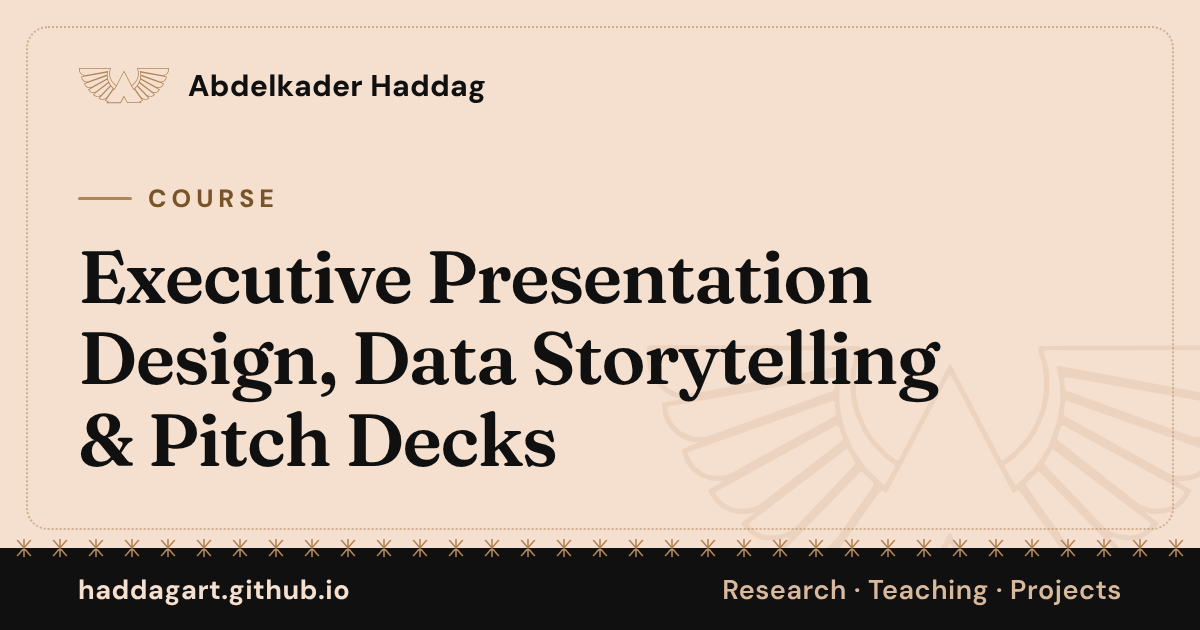 Abdelkader Haddag
COURSE
Executive Presentation
Design, Data Storytelling
& Pitch Decks
haddagart.github.io
Research · Teaching · Projects